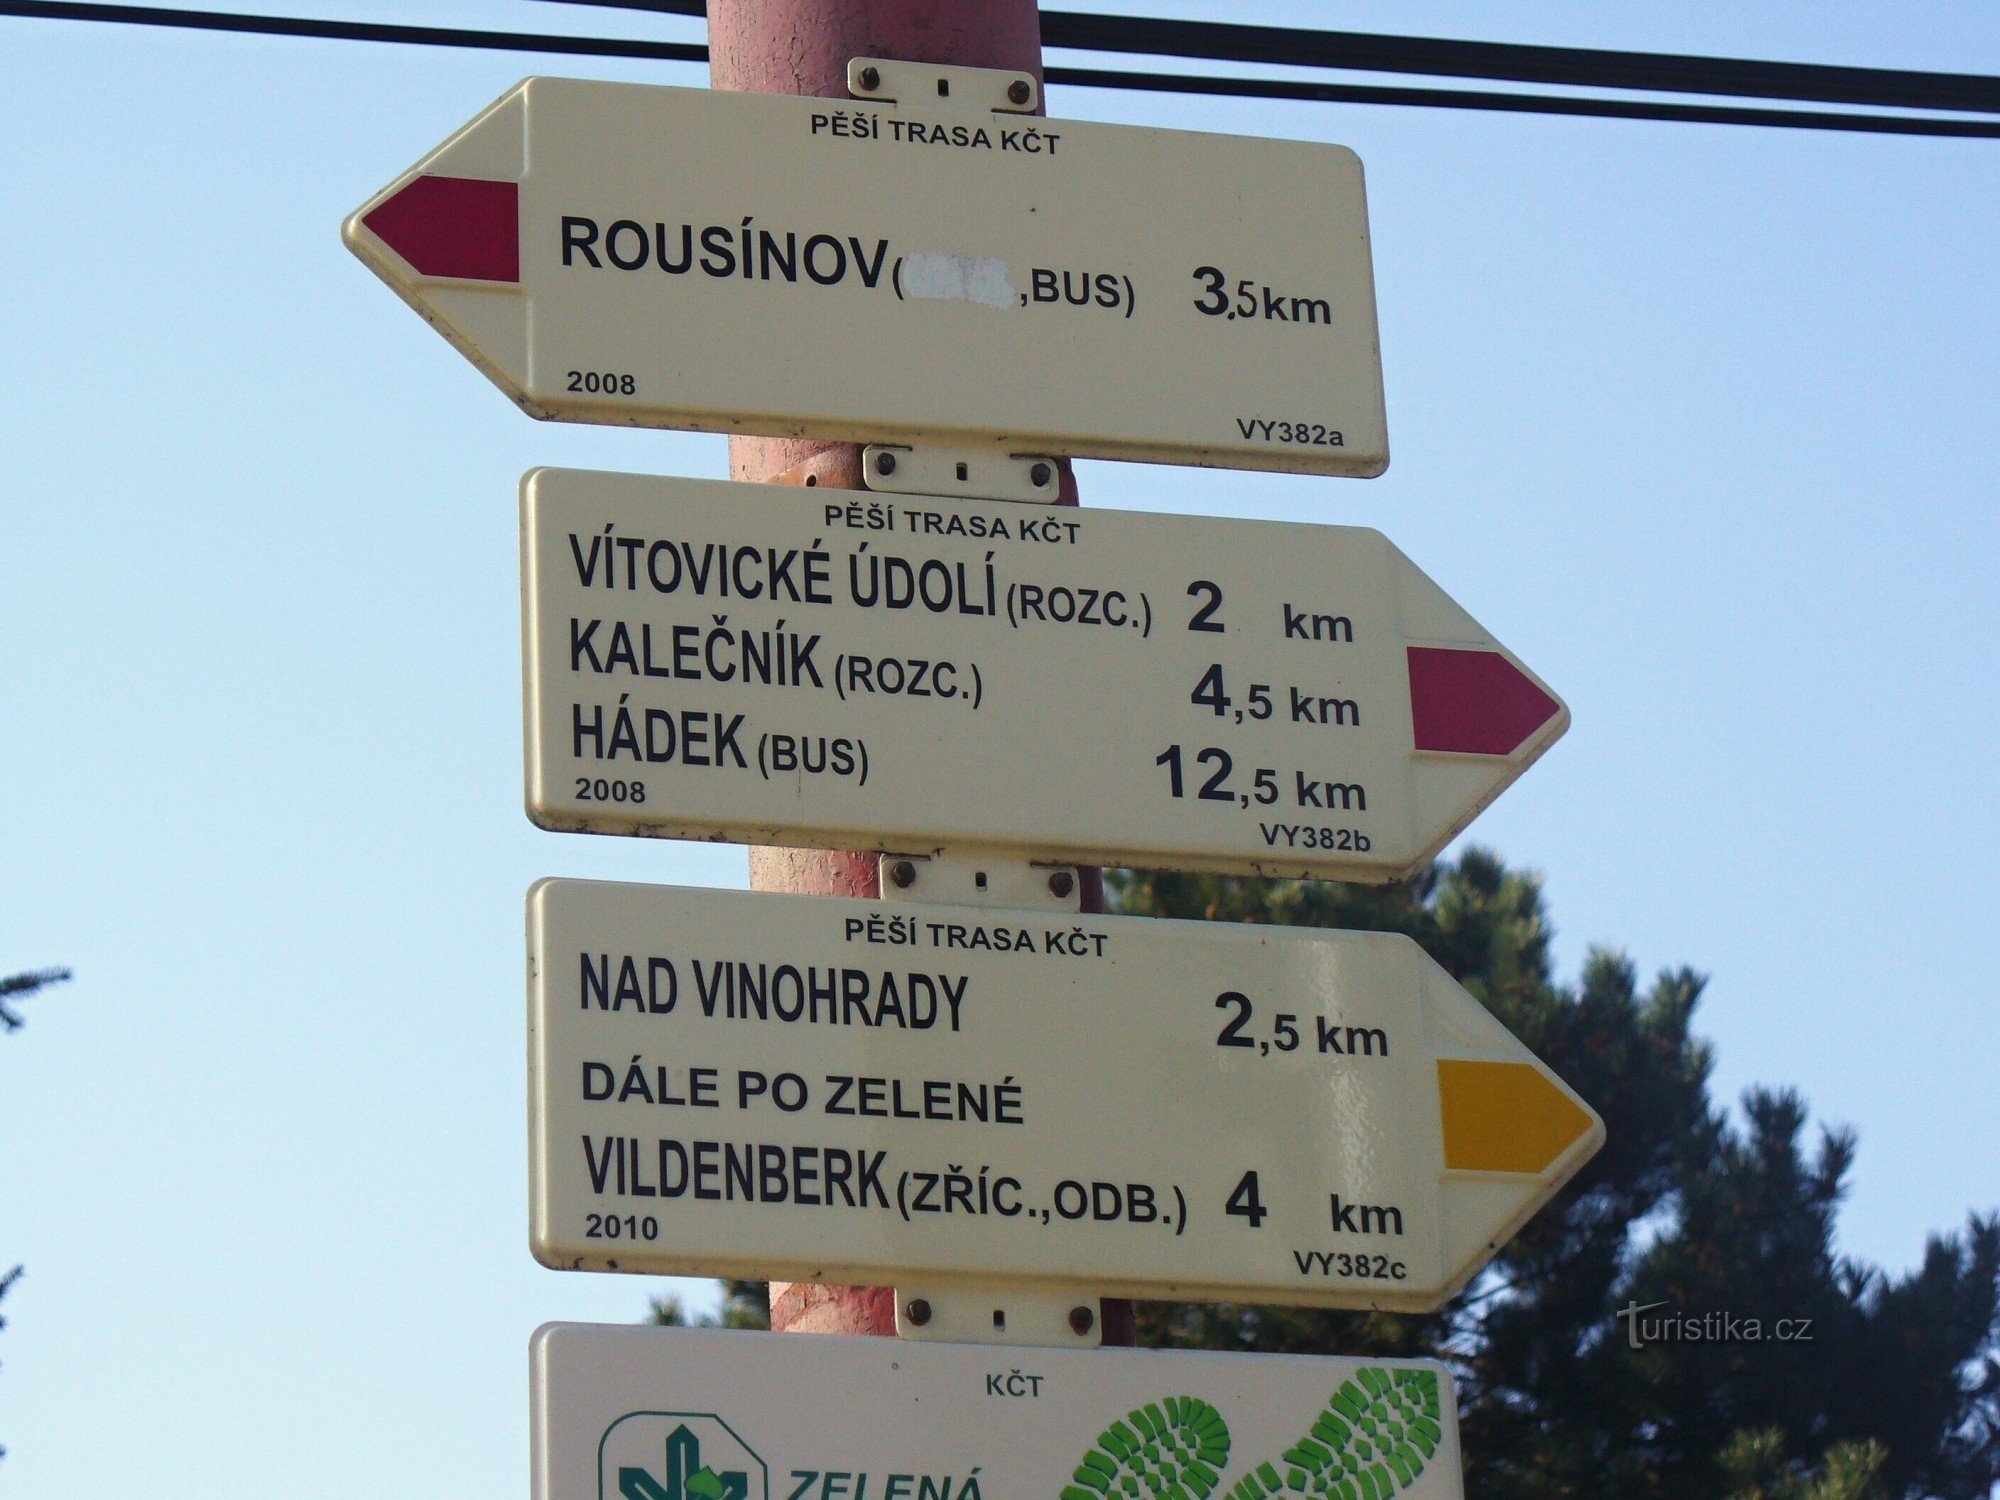 PĚŠÍ TRASA KČT
ROUSÍNOV ( ,BUS) 3,5 km
2008
VY382a
PĚŠÍ TRASA KČT
VÍTOVICKÉ ÚDOLÍ (ROZC.) 2 km
KALEČNÍK (ROZC.) 4,5 km
HÁDEK (BUS) 12,5 km
2008
VY382b
PĚŠÍ TRASA KČT
NAD VINOHRADY 2,5 km
DÁLE PO ZELENÉ
VILDENBERK (ZŘÍC.,ODB.) 4 km
2010
VY382c
KČT
ZELENÁ
Turistika.cz